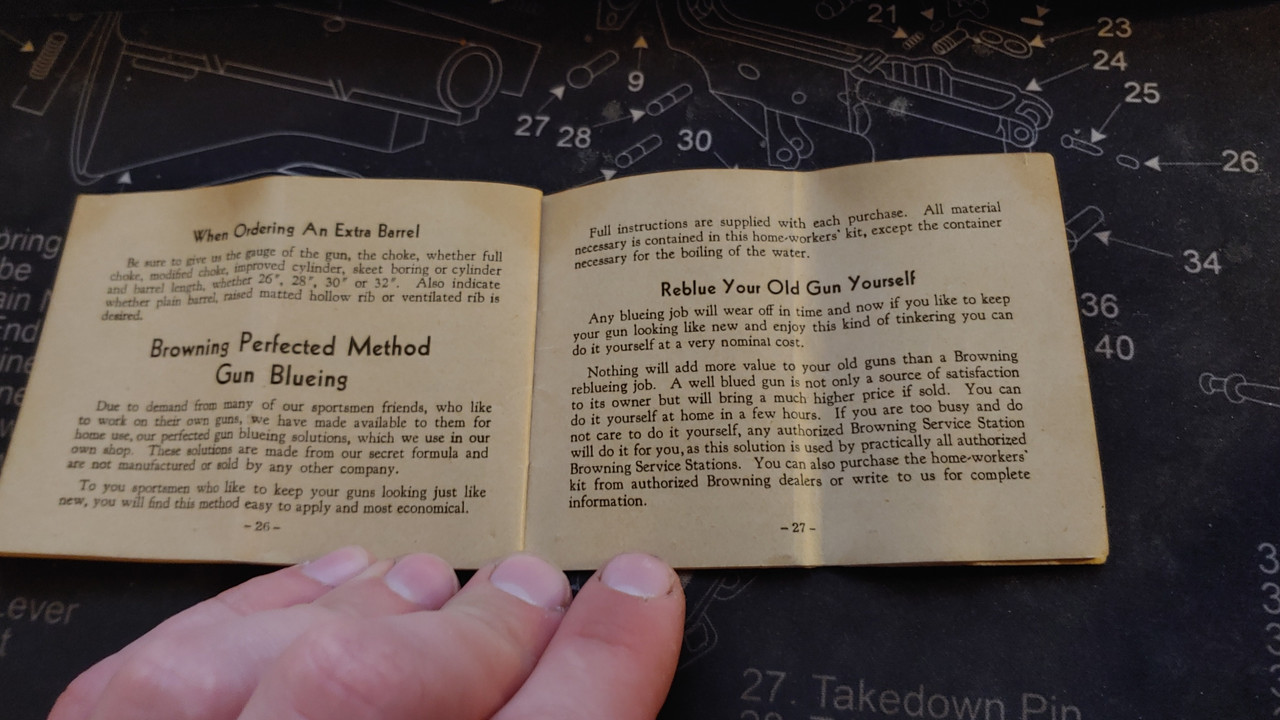 21
23
9
24
27
28
25
30
26
34
36
40
When Ordering An Extra Barrel
Be sure to give us the gauge of the gun, the choke, whether full
choke, modified choke, improved cylinder, skeet boring or cylinder
and barrel length, whether 26", 28", 30" or 32". Also indicate
whether plain barrel, raised matted hollow rib or ventilated rib is
desired.
Browning Perfected Method
Gun Blueing
Due to demand from many of our sportsmen friends, who like
to work on their own guns, we have made available to them for
home use, our perfected gun blueing solutions, which we use in our
own shop. These solutions are made from our secret formula and
are not manufactured or sold by any other company.
To you sportsmen who like to keep your guns looking just like
new, you will find this method easy to apply and most economical.
-26-
Full instructions are supplied with each purchase. All material
necessary is contained in this home-workers' kit, except the container
necessary for the boiling of the water.
Reblue Your Old Gun Yourself
Any blueing job will wear off in time and now if you like to keep
your gun looking like new and enjoy this kind of tinkering you can
do it yourself at a very nominal cost.
Nothing will add more value to your old guns than a Browning
reblueing job. A well blued gun is not only a source of satisfaction
to its owner but will bring a much higher price if sold. You can
do it yourself at home in a few hours. If you are too busy and do
not care to do it yourself, any authorized Browning Service Station
will do it for you, as this solution is used by practically all authorized
Browning Service Stations. You can also purchase the home-workers'
kit from authorized Browning dealers or write to us for complete
information.
-27-
Lever
27. Takedown Pin